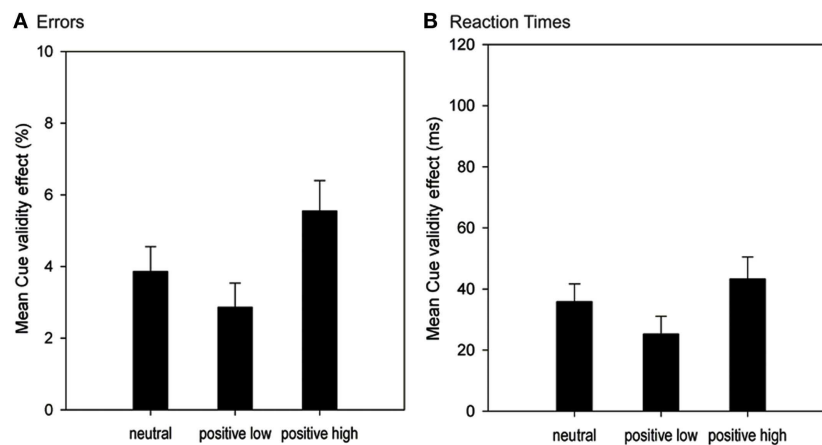 A Errors
Mean Cue validity effect (%)
10
8
6
4
2
0
neutral positive low positive high
B Reaction Times
Mean Cue validity effect (ms)
120
100
80
60
40
20
0
neutral positive low positive high